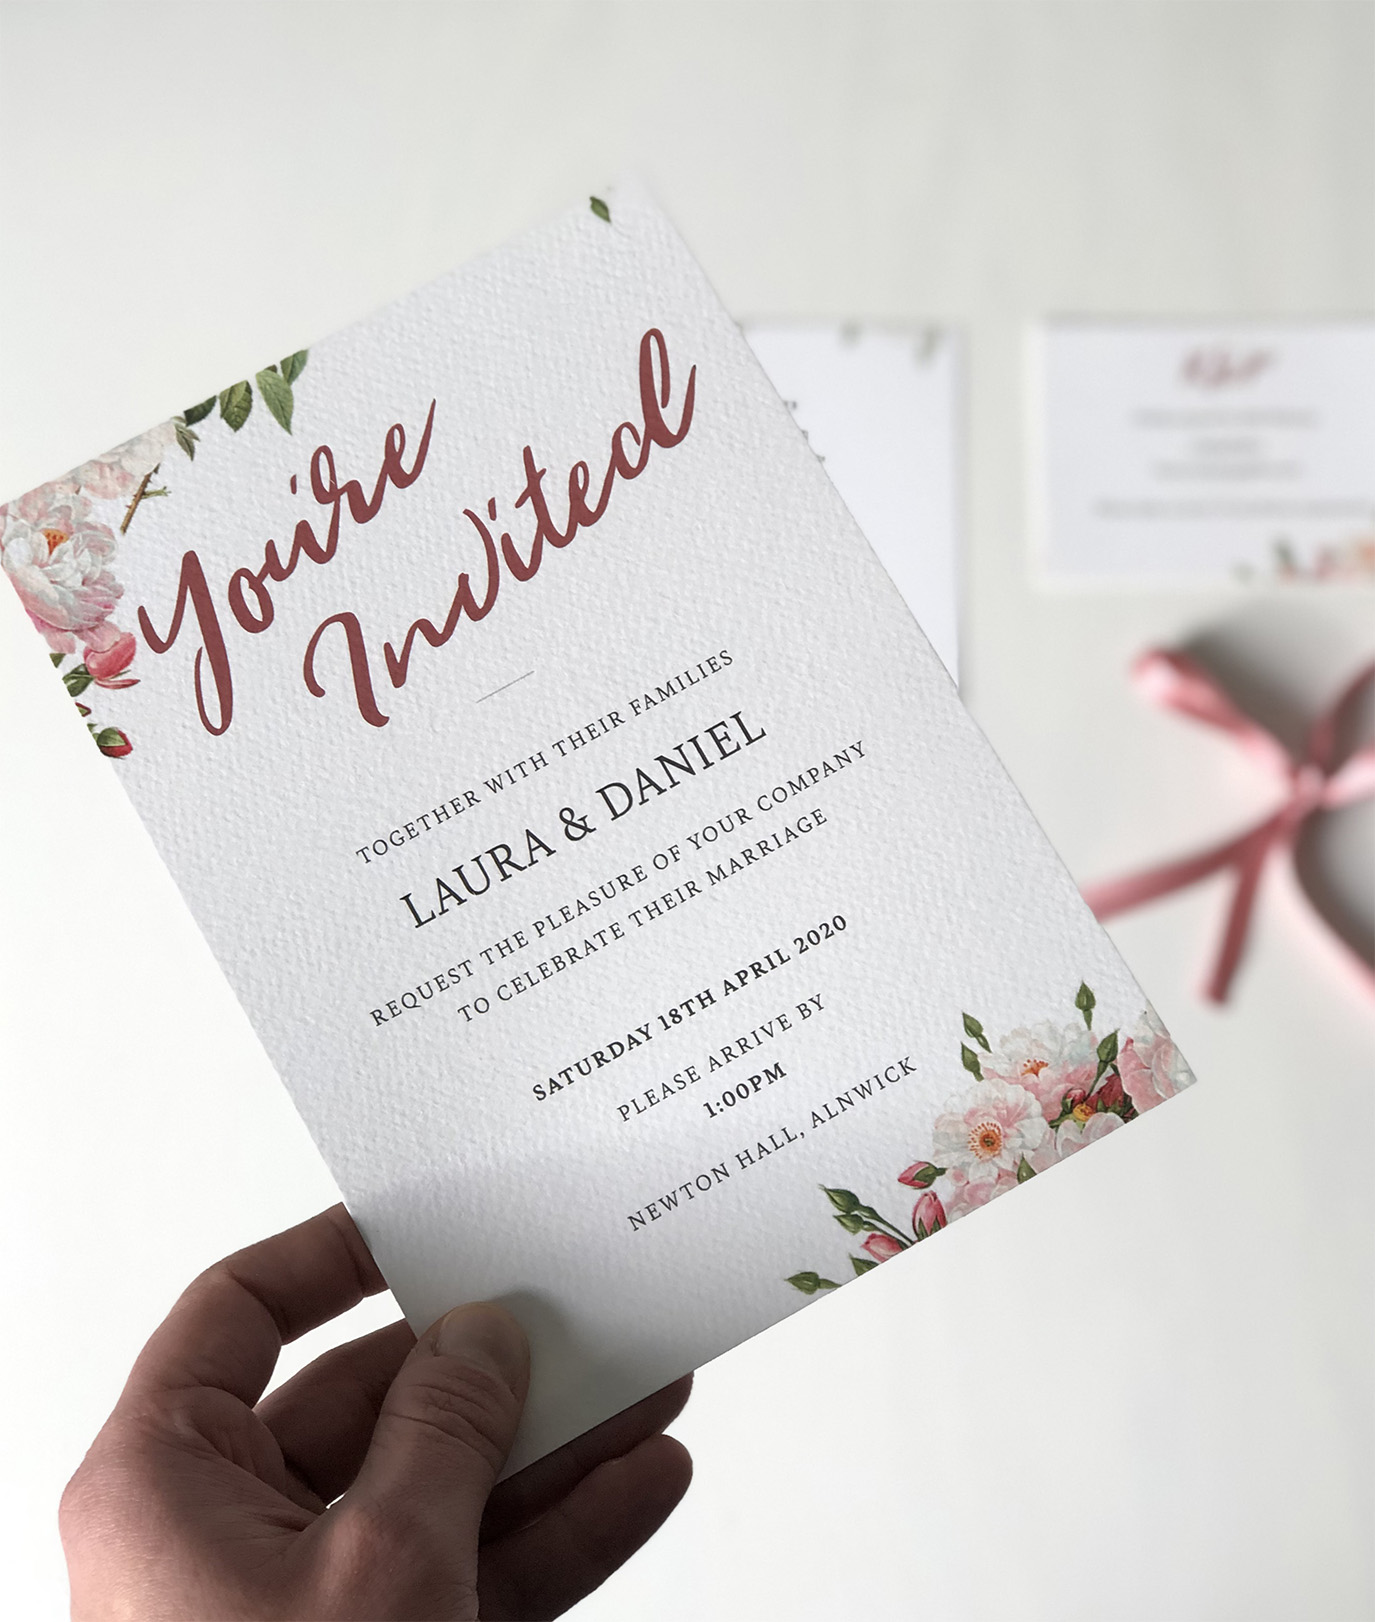 You're
Invited
TOGETHER WITH THEIR FAMILIES
LAURA & DANIEL
REQUEST THE PLEASURE OF YOUR COMPANY
TO CELEBRATE THEIR MARRIAGE
SATURDAY 18TH APRIL 2020
PLEASE ARRIVE BY
1:00PM
NEWTON HALL, ALNWICK